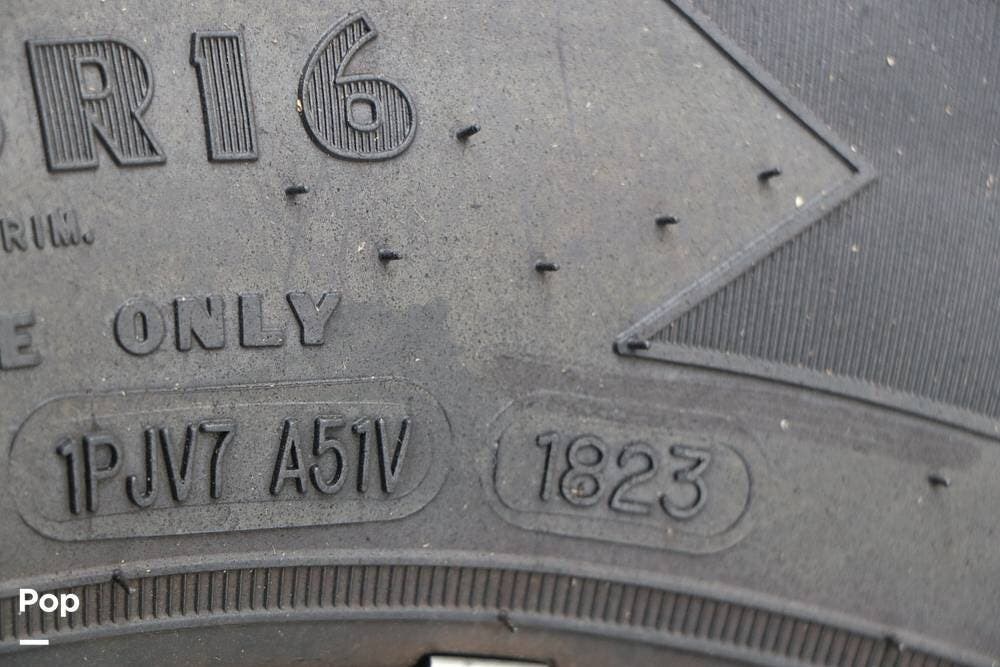 R16
RIM.
ONLY
1PJV7 A51V
1823
Pop